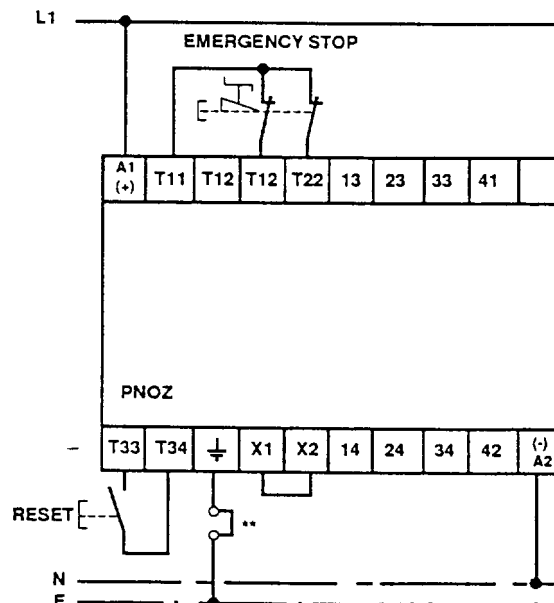 L1
EMERGENCY STOP
A1 (+) T11 T12 T12 T22 13 23 33 41
PNOZ
T33 T34 X1 X2 14 24 34 42 (-) A2
RESET
**
N